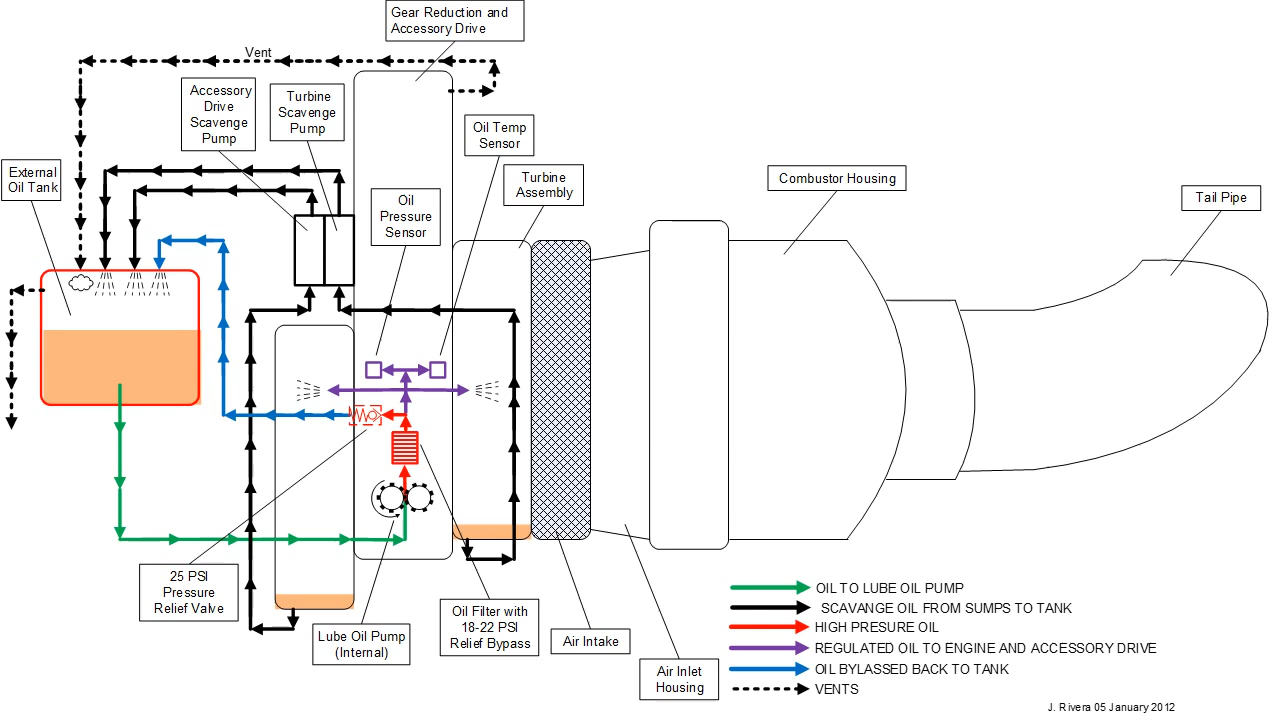 Gear Reduction and
Accessory Drive
Vent
Accessory
Drive
Scavenge
Pump
Turbine
Scavenge
Pump
Oil Temp
Sensor
External
Oil Tank
Oil
Pressure
Sensor
Turbine
Assembly
Combustor Housing
Tail Pipe
25 PSI
Pressure
Relief Valve
Lube Oil Pump
(Internal)
Oil Filter with
18-22 PSI
Relief Bypass
Air Intake
Air Inlet
Housing
OIL TO LUBE OIL PUMP
SCAVANGE OIL FROM SUMPS TO TANK
HIGH PRESURE OIL
REGULATED OIL TO ENGINE AND ACCESSORY DRIVE
OIL BYLASSED BACK TO TANK
VENTS
J. Rivera 05 January 2012